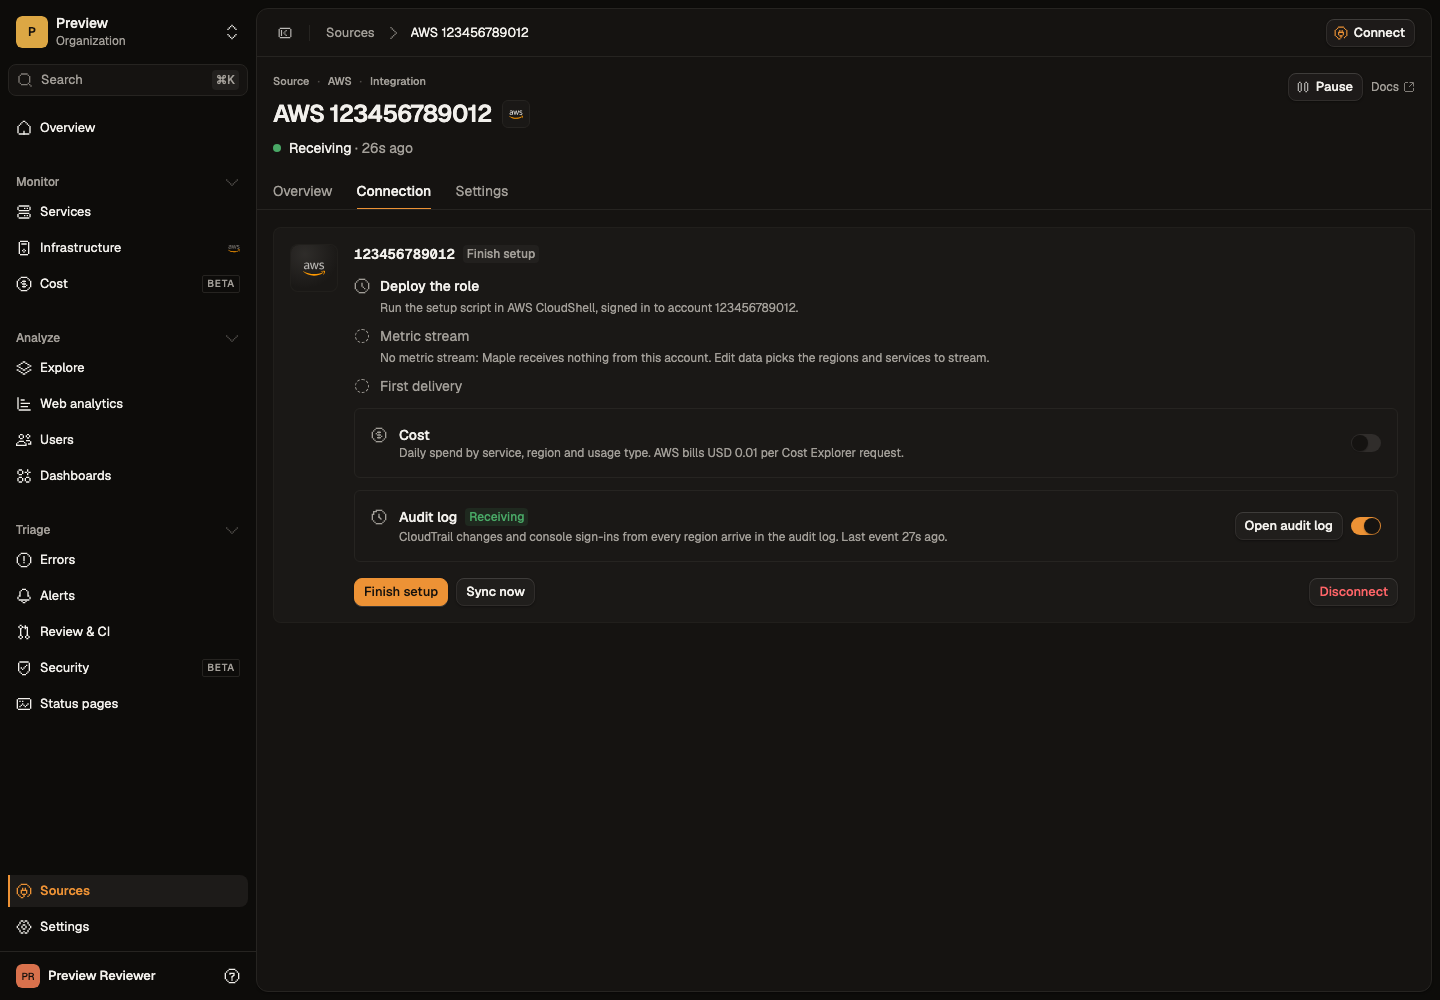 P
Preview
Organization
Search
⌘K
Overview
Monitor
Services
Infrastructure
aws
Cost
BETA
Analyze
Explore
Web analytics
Users
Dashboards
Triage
Errors
Alerts
Review & CI
Security
BETA
Status pages
Sources
Settings
PR
Preview Reviewer
Sources
AWS 123456789012
Connect
Source · AWS · Integration
Pause
Docs
AWS 123456789012
aws
Receiving · 26s ago
Overview
Connection
Settings
aws
123456789012
Finish setup
Deploy the role
Run the setup script in AWS CloudShell, signed in to account 123456789012.
Metric stream
No metric stream: Maple receives nothing from this account. Edit data picks the regions and services to stream.
First delivery
Cost
Daily spend by service, region and usage type. AWS bills USD 0.01 per Cost Explorer request.
Audit log
Receiving
CloudTrail changes and console sign-ins from every region arrive in the audit log. Last event 27s ago.
Open audit log
Finish setup
Sync now
Disconnect